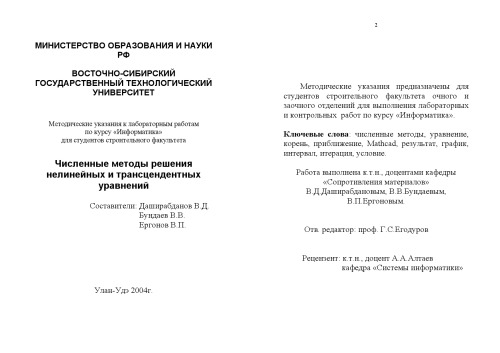 МИНИСТЕРСТВО ОБРАЗОВАНИЯ И НАУКИ
РФ
ВОСТОЧНО-СИБИРСКИЙ
ГОСУДАРСТВЕННЫЙ ТЕХНОЛОГИЧЕСКИЙ
УНИВЕРСИТЕТ
Методические указания к лабораторным работам
по курсу «Информатика»
для студентов строительного факультета
Численные методы решения
нелинейных и трансцендентных
уравнений
Составители: Даширабданов В.Д.
Бундаев В.В.
Ергонов В.П.
Улан-Удэ 2004г.
2
Методические указания предназначены для
студентов строительного факультета очного и
заочного отделений для выполнения лабораторных
и контрольных работ по курсу «Информатика».
Ключевые слова: численные методы, уравнение,
корень, приближение, Mathcad, результат, график,
интервал, итерация, условие.
Работа выполнена к.т.н., доцентами кафедры
«Сопротивления материалов»
В.Д.Даширабдановым, В.В.Бундаевым,
В.П.Ергоновым.
Отв. редактор: проф. Г.С.Егодуров
Рецензент: к.т.н., доцент А.А.Алтаев
кафедра «Системы информатики»